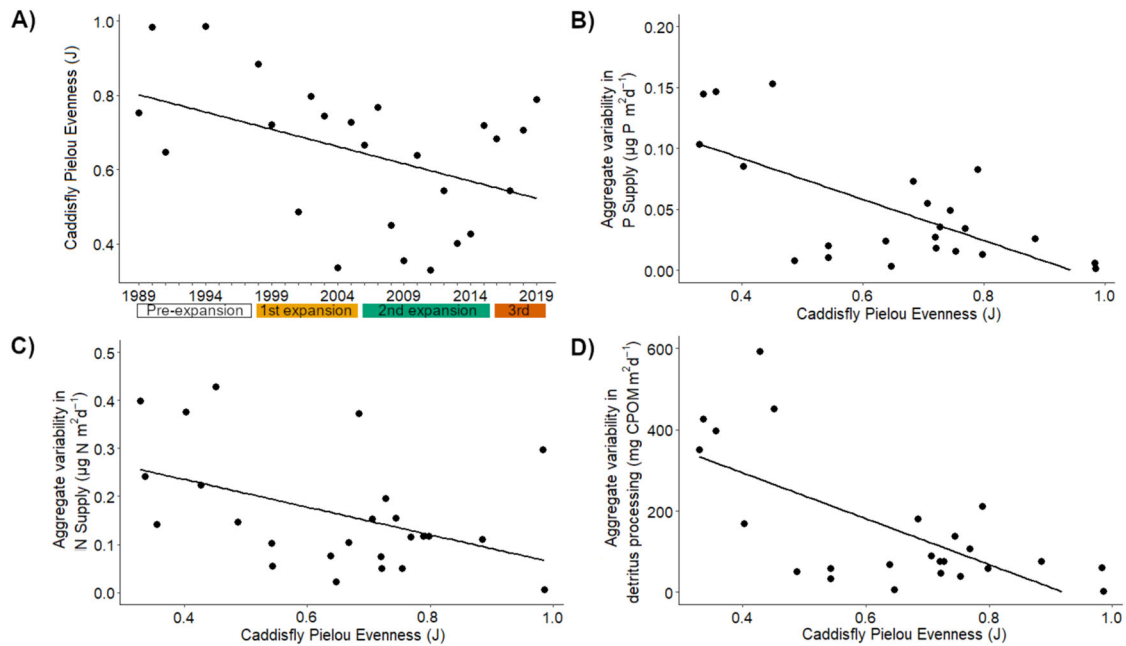 A)
Caddisfly Pielou Evenness (J)
1.0
0.8
0.6
0.4
1989 1994 1999 2004 2009 2014 2019
Pre-expansion 1st expansion 2nd expansion 3rd
B)
Aggregate variability in
P Supply (µg P m²d⁻¹)
0.20
0.15
0.10
0.05
0.00
0.4 0.6 0.8 1.0
Caddisfly Pielou Evenness (J)
C)
Aggregate variability in
N Supply (µg N m²d⁻¹)
0.5
0.4
0.3
0.2
0.1
0.0
0.4 0.6 0.8 1.0
Caddisfly Pielou Evenness (J)
D)
Aggregate variability in
detritus processing (mg CPOM m²d⁻¹)
600
400
200
0
0.4 0.6 0.8 1.0
Caddisfly Pielou Evenness (J)